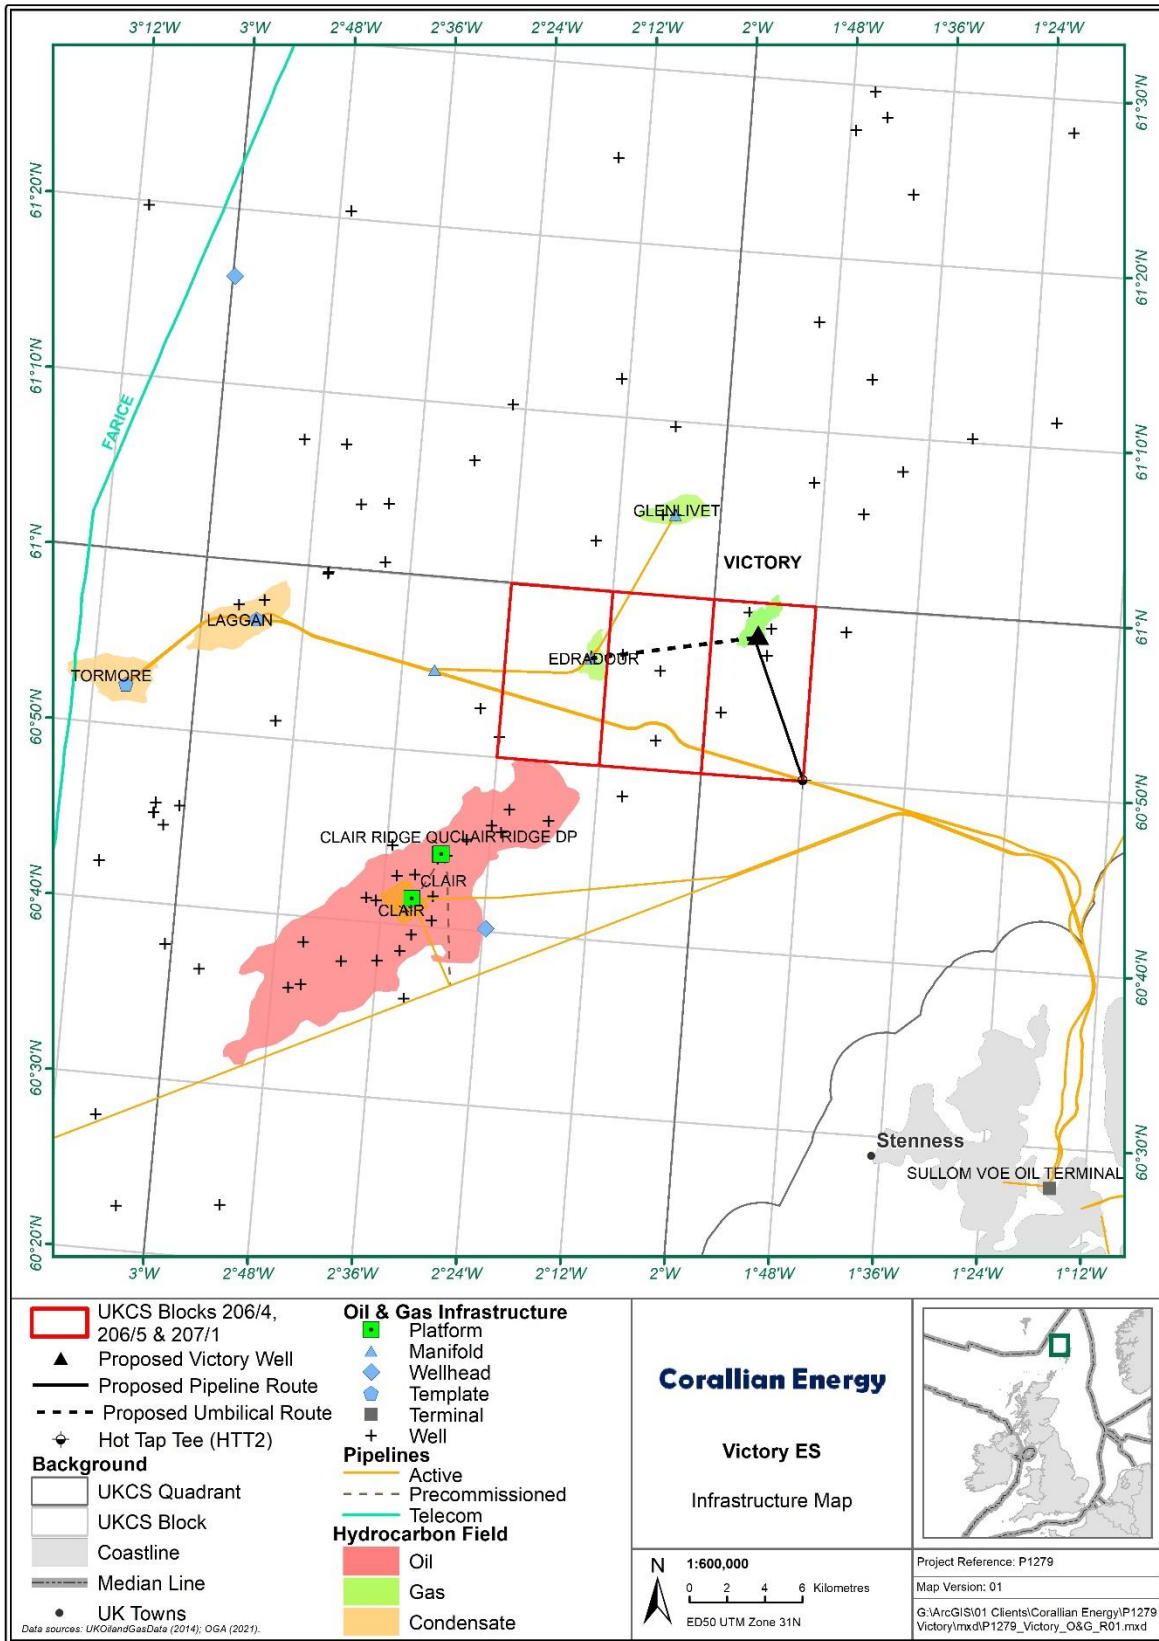 3°12'W 3°W 2°48'W 2°36'W 2°24'W 2°12'W 2°W 1°48'W 1°36'W 1°24'W
61°30'N
61°20'N
61°20'N
FARICE
61°10'N
61°10'N
GLENLIVET
61°N
VICTORY
61°N
LAGGAN
EDRADOUR
TORMORE
60°50'N
60°50'N
CLAIR RIDGE QUCLAIR RIDGE DP
CLAIR
60°40'N
CLAIR
60°40'N
60°30'N
Stenness
60°30'N
SULLOM VOE OIL TERMINAL
60°20'N
3°W 2°48'W 2°36'W 2°24'W 2°12'W 2°W 1°48'W 1°36'W 1°24'W 1°12'W
UKCS Blocks 206/4,
206/5 & 207/1
Proposed Victory Well
Proposed Pipeline Route
Proposed Umbilical Route
Hot Tap Tee (HTT2)
Background
UKCS Quadrant
UKCS Block
Coastline
Median Line
UK Towns
Data sources: UKOilandGasData (2014); OGA (2021).
Oil & Gas Infrastructure
Platform
Manifold
Wellhead
Template
Terminal
Well
Pipelines
Active
Precommissioned
Telecom
Hydrocarbon Field
Oil
Gas
Condensate
Corallian Energy
Victory ES
Infrastructure Map
N
1:600,000
0 2 4 6 Kilometres
ED50 UTM Zone 31N
Project Reference: P1279
Map Version: 01
G:\ArcGIS\01 Clients\Corallian Energy\P1279
Victory\mxd\P1279_Victory_O&G_R01.mxd